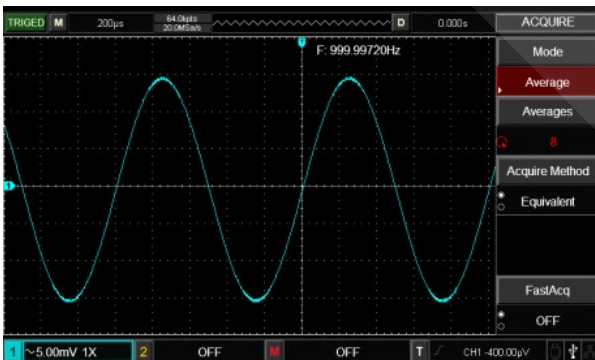 TRIGED M 200μs 64.0kpts D 0.000s ACQUIRE
20.0MSa/s
F: 999.99720Hz
Mode
Average
Averages
8
Acquire Method
Equivalent
FastAcq
OFF
1 ~5.00mV 1X 2 OFF M OFF T CH1 -400.00μV
T
1